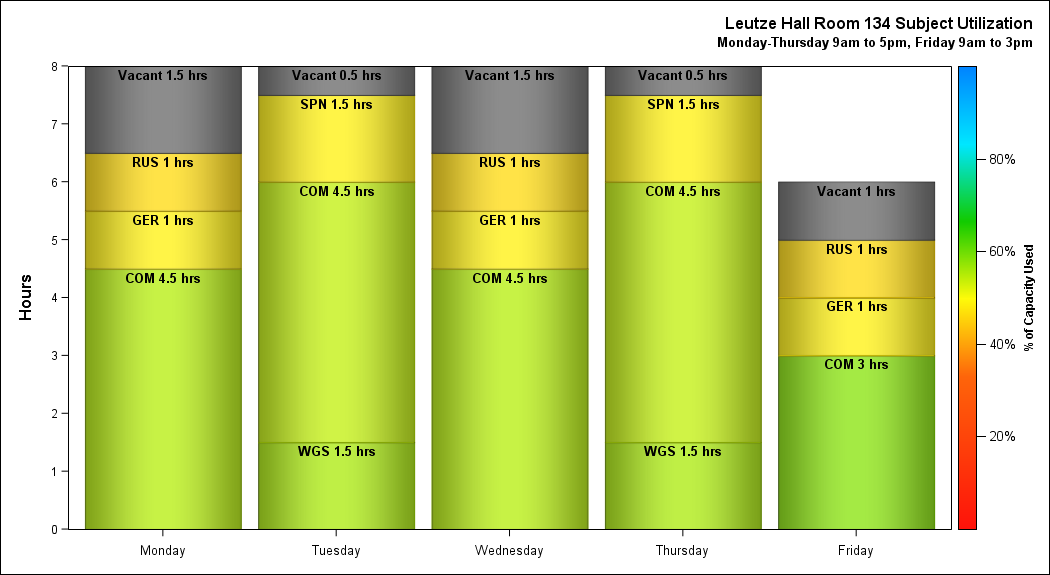 Leutze Hall Room 134 Subject Utilization
Monday-Thursday 9am to 5pm, Friday 9am to 3pm
Hours
8
7
6
5
4
3
2
1
0
Vacant 1.5 hrs
RUS 1 hrs
GER 1 hrs
COM 4.5 hrs
Monday
Vacant 0.5 hrs
SPN 1.5 hrs
COM 4.5 hrs
WGS 1.5 hrs
Tuesday
Vacant 1.5 hrs
RUS 1 hrs
GER 1 hrs
COM 4.5 hrs
Wednesday
Vacant 0.5 hrs
SPN 1.5 hrs
COM 4.5 hrs
WGS 1.5 hrs
Thursday
Vacant 1 hrs
RUS 1 hrs
GER 1 hrs
COM 3 hrs
Friday
80%
60%
40%
20%
% of Capacity Used